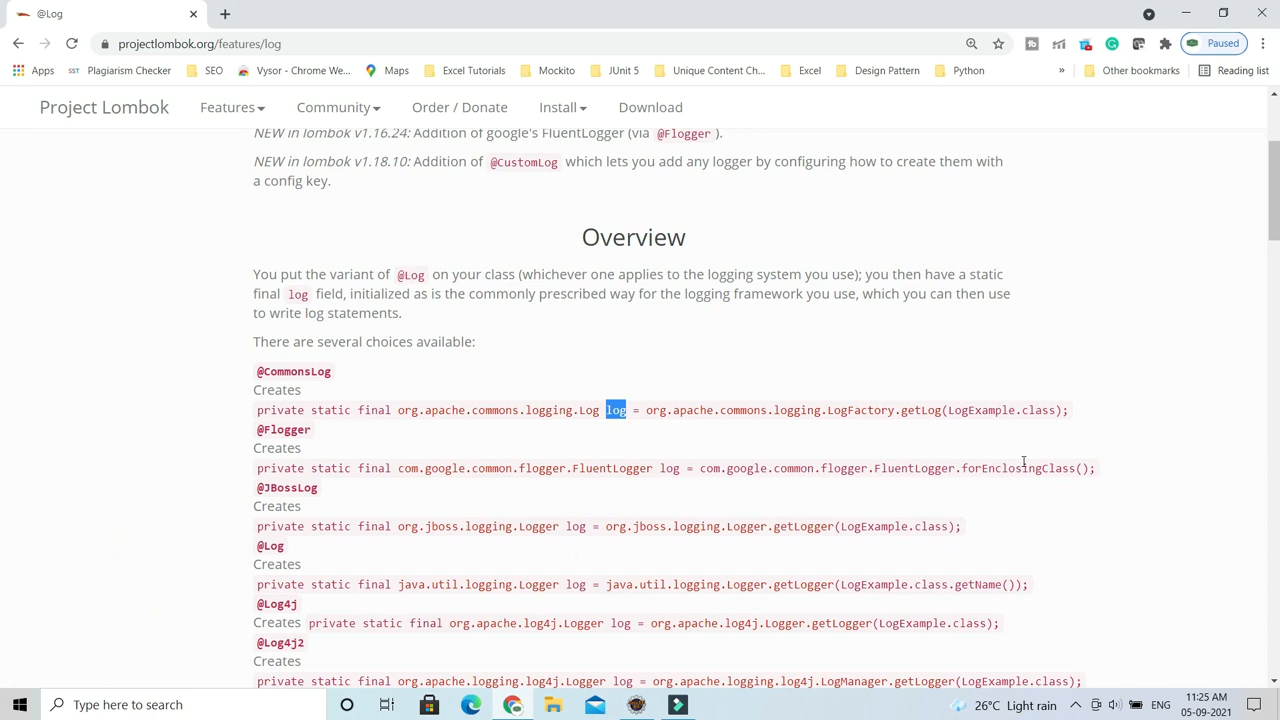 @Log
projectlombok.org/features/log
Paused
Apps
Plagiarism Checker
SEO
Vysor - Chrome We...
Maps
Excel Tutorials
Mockito
JUnit 5
Unique Content Ch...
Excel
Design Pattern
Python
»
Other bookmarks
Reading list
Project Lombok
Features
Community
Order / Donate
Install
Download
NEW in lombok v1.16.24: Addition of google's FluentLogger (via @Flogger ).
NEW in lombok v1.18.10: Addition of @CustomLog which lets you add any logger by configuring how to create them with
a config key.
Overview
You put the variant of @Log on your class (whichever one applies to the logging system you use); you then have a static
final log field, initialized as is the commonly prescribed way for the logging framework you use, which you can then use
to write log statements.
There are several choices available:
@CommonsLog
Creates
private static final org.apache.commons.logging.Log log = org.apache.commons.logging.LogFactory.getLog(LogExample.class);
@Flogger
Creates
private static final com.google.common.flogger.FluentLogger log = com.google.common.flogger.FluentLogger.forEnclosingClass();
@JBossLog
Creates
private static final org.jboss.logging.Logger log = org.jboss.logging.Logger.getLogger(LogExample.class);
@Log
Creates
private static final java.util.logging.Logger log = java.util.logging.Logger.getLogger(LogExample.class.getName());
@Log4j
Creates private static final org.apache.log4j.Logger log = org.apache.log4j.Logger.getLogger(LogExample.class);
@Log4j2
Creates
private static final org.apache.logging.log4j.Logger log = org.apache.logging.log4j.LogManager.getLogger(LogExample.class);
Type here to search
26°C Light rain
ENG
11:25 AM
05-09-2021